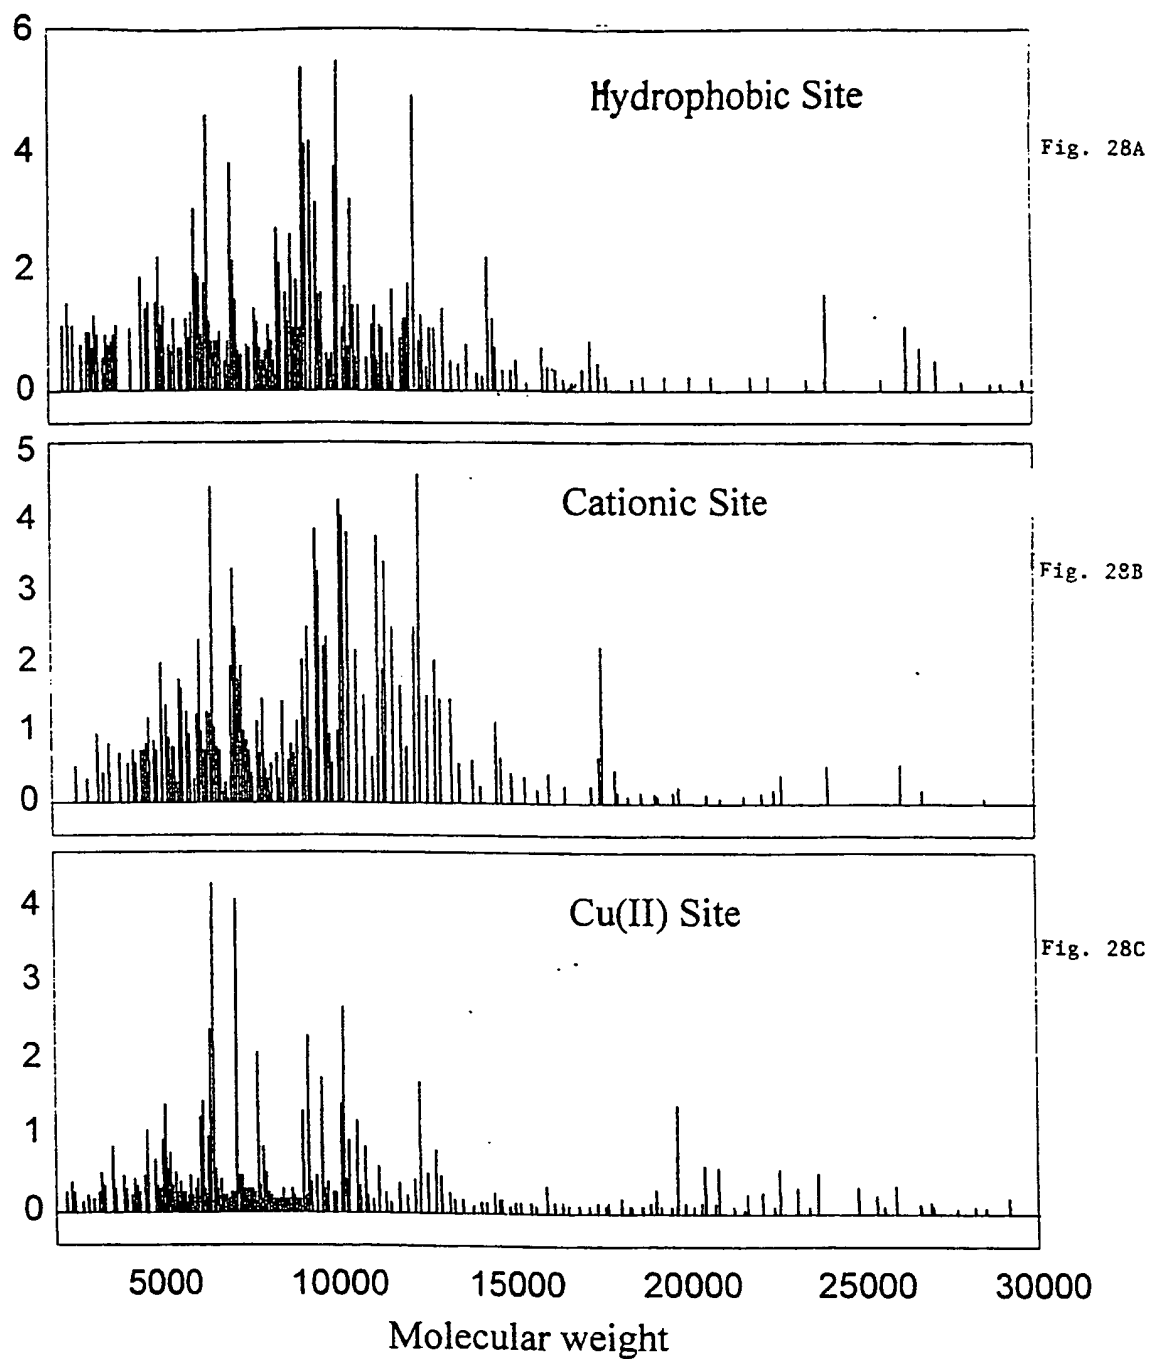 6
Hydrophobic Site
4
Fig. 28A
2
0
5
Cationic Site
4
Fig. 28B
3
2
1
0
4
Cu(II) Site
Fig. 28C
3
2
1
0
5000 10000 15000 20000 25000 30000
Molecular weight